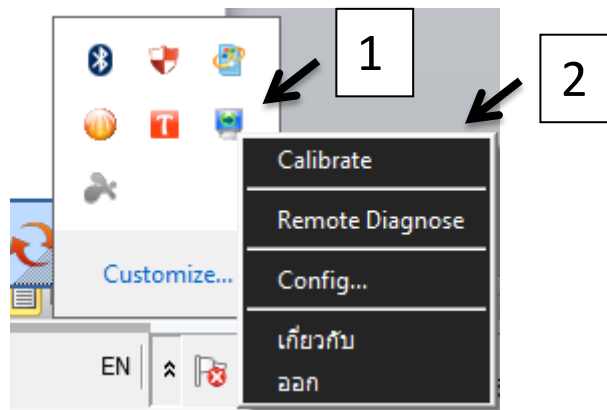 1
2
Calibrate
Remote Diagnose
Customize...
Config...
เกี่ยวกับ
EN
ออก